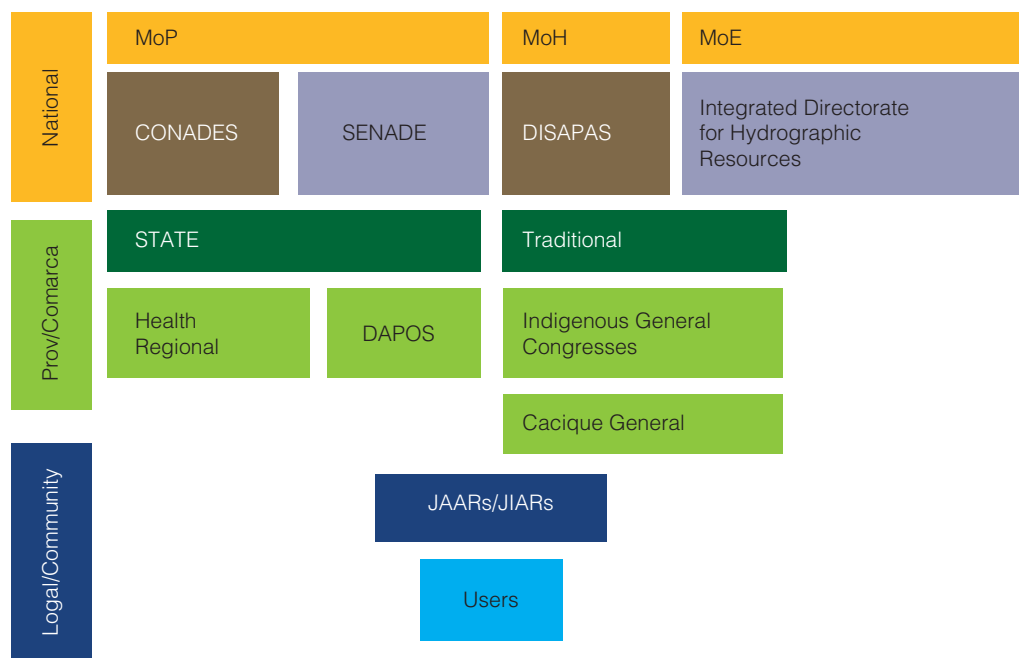 National
MoP
MoH
MoE
CONADES
SENADE
DISAPAS
Integrated Directorate
for Hydrographic
Resources
Prov/Comarca
STATE
Traditional
Health
Regional
DAPOS
Indigenous General
Congresses
Cacique General
Logal/Community
JAARs/JIARs
Users